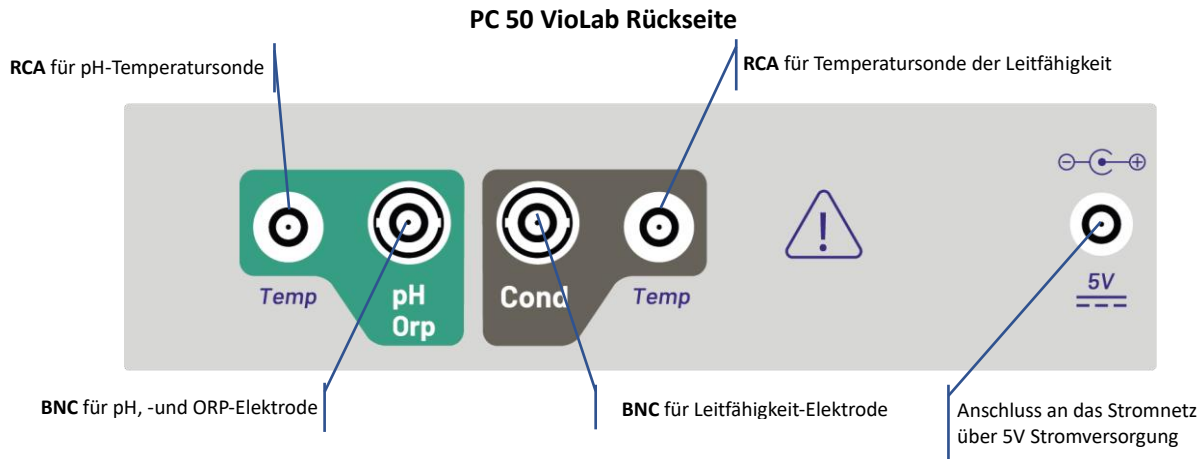 PC 50 VioLab Rückseite
RCA für pH-Temperatursonde
RCA für Temperatursonde der Leitfähigkeit
Temp
pH
Orp
Cond
Temp
5V
BNC für pH, -und ORP-Elektrode
BNC für Leitfähigkeit-Elektrode
Anschluss an das Stromnetz
über 5V Stromversorgung